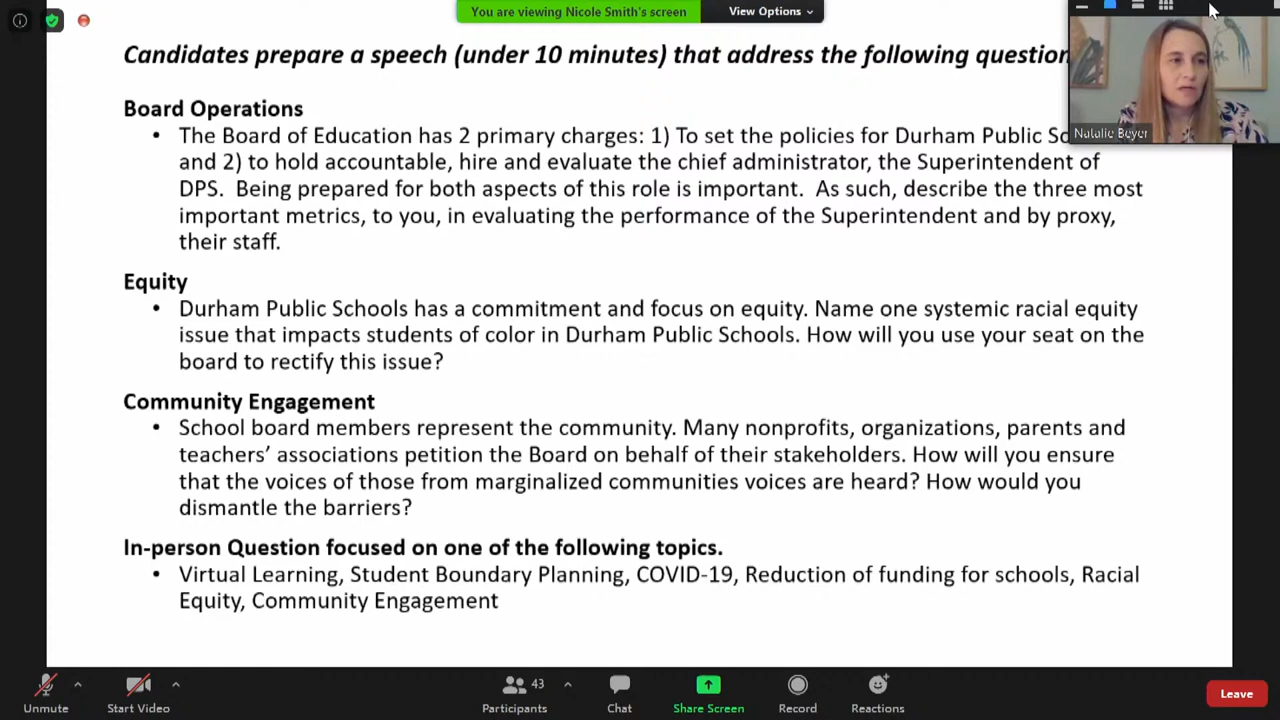 You are viewing Nicole Smith's screen
View Options
Candidates prepare a speech (under 10 minutes) that address the following question
Natalie Beyer
Board Operations
• The Board of Education has 2 primary charges: 1) To set the policies for Durham Public Sc
and 2) to hold accountable, hire and evaluate the chief administrator, the Superintendent of
DPS. Being prepared for both aspects of this role is important. As such, describe the three most
important metrics, to you, in evaluating the performance of the Superintendent and by proxy,
their staff.
Equity
• Durham Public Schools has a commitment and focus on equity. Name one systemic racial equity
issue that impacts students of color in Durham Public Schools. How will you use your seat on the
board to rectify this issue?
Community Engagement
• School board members represent the community. Many nonprofits, organizations, parents and
teachers' associations petition the Board on behalf of their stakeholders. How will you ensure
that the voices of those from marginalized communities voices are heard? How would you
dismantle the barriers?
In-person Question focused on one of the following topics.
• Virtual Learning, Student Boundary Planning, COVID-19, Reduction of funding for schools, Racial
Equity, Community Engagement
43
Unmute
Start Video
Participants
Chat
Share Screen
Record
Reactions
Leave